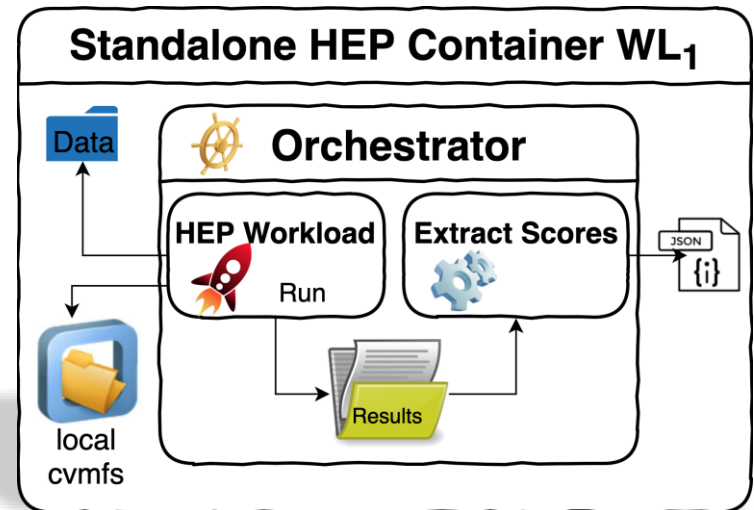 Standalone HEP Container WL1
Data
Orchestrator
HEP Workload
Run
Extract Scores
JSON
{i}
Results
local
cvmfs